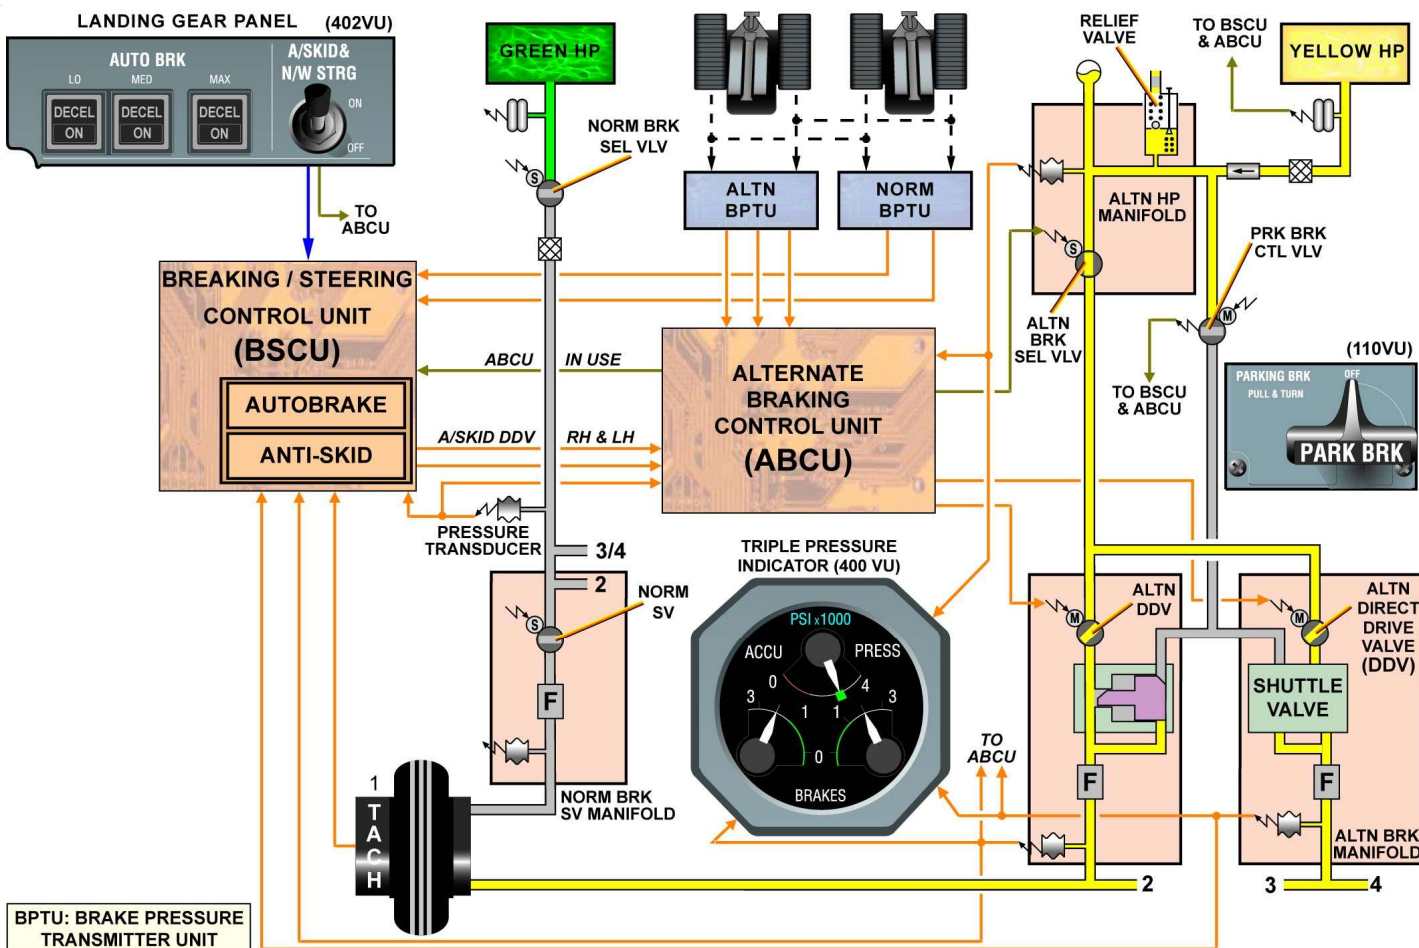 LANDING GEAR PANEL (402VU)
AUTO BRK
LO MED MAX
DECEL DECEL DECEL
ON ON ON
A/SKID&
N/W STRG
ON
OFF
TO
ABCU
GREEN HP
NORM BRK
SEL VLV
S
ALTN
BPTU
NORM
BPTU
RELIEF
VALVE
TO BSCU
& ABCU
YELLOW HP
ALTN HP
MANIFOLD
S
PRK BRK
CTL VLV
M
ALTN
BRK
SEL VLV
TO BSCU
& ABCU
(110VU)
PARKING BRK
PULL & TURN
OFF
PARK BRK
BREAKING / STEERING
CONTROL UNIT
(BSCU)
AUTOBRAKE
ANTI-SKID
ABCU IN USE
A/SKID DDV RH & LH
ALTERNATE
BRAKING
CONTROL UNIT
(ABCU)
PRESSURE
TRANSDUCER
3/4
2
NORM
SV
S
F
NORM BRK
SV MANIFOLD
1
TACH
TRIPLE PRESSURE
INDICATOR (400 VU)
PSI x1000
ACCU PRESS
0 4
3 1 1 3
0
BRAKES
TO
ABCU
M
ALTN
DDV
F
2
M
ALTN
DIRECT
DRIVE
VALVE
(DDV)
SHUTTLE
VALVE
F
ALTN BRK
MANIFOLD
3 4
BPTU: BRAKE PRESSURE
TRANSMITTER UNIT